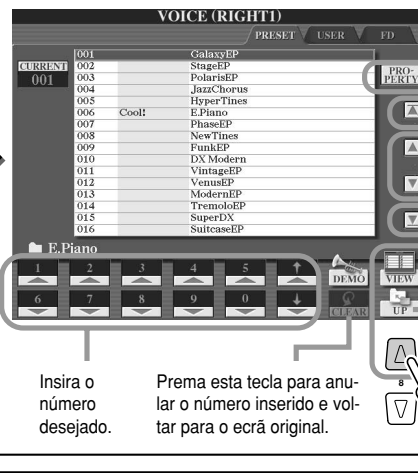 VOICE (RIGHT1)
PRESET USER FD
CURRENT
001
001 GalaxyEP
002 StageEP
003 PolarisEP
004 JazzChorus
005 HyperTines
006 Cool! E.Piano
007 PhaseEP
008 NewTines
009 FunkEP
010 DX Modern
011 VintageEP
012 VenusEP
013 ModernEP
014 TremoloEP
015 SuperDX
016 SuitcaseEP
PRO-
PERTY
E.Piano
1 2 3 4 5 ↑
DEMO VIEW
6 7 8 9 0 ↓
CLEAR UP
8
Insira o
número
desejado.
Prema esta tecla para anu-
lar o número inserido e vol-
tar para o ecrã original.